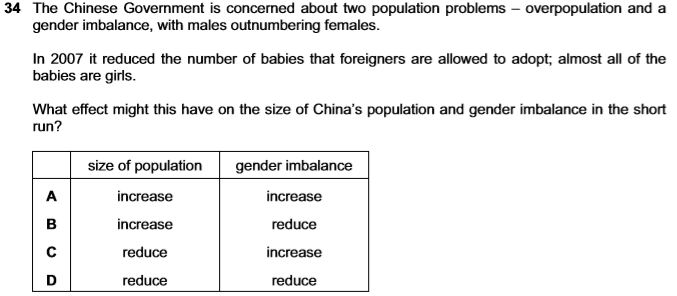 34 The Chinese Government is concerned about two population problems – overpopulation and a
gender imbalance, with males outnumbering females.
In 2007 it reduced the number of babies that foreigners are allowed to adopt; almost all of the
babies are girls.
What effect might this have on the size of China's population and gender imbalance in the short
run?
size of population gender imbalance
A increase increase
B increase reduce
C reduce increase
D reduce reduce